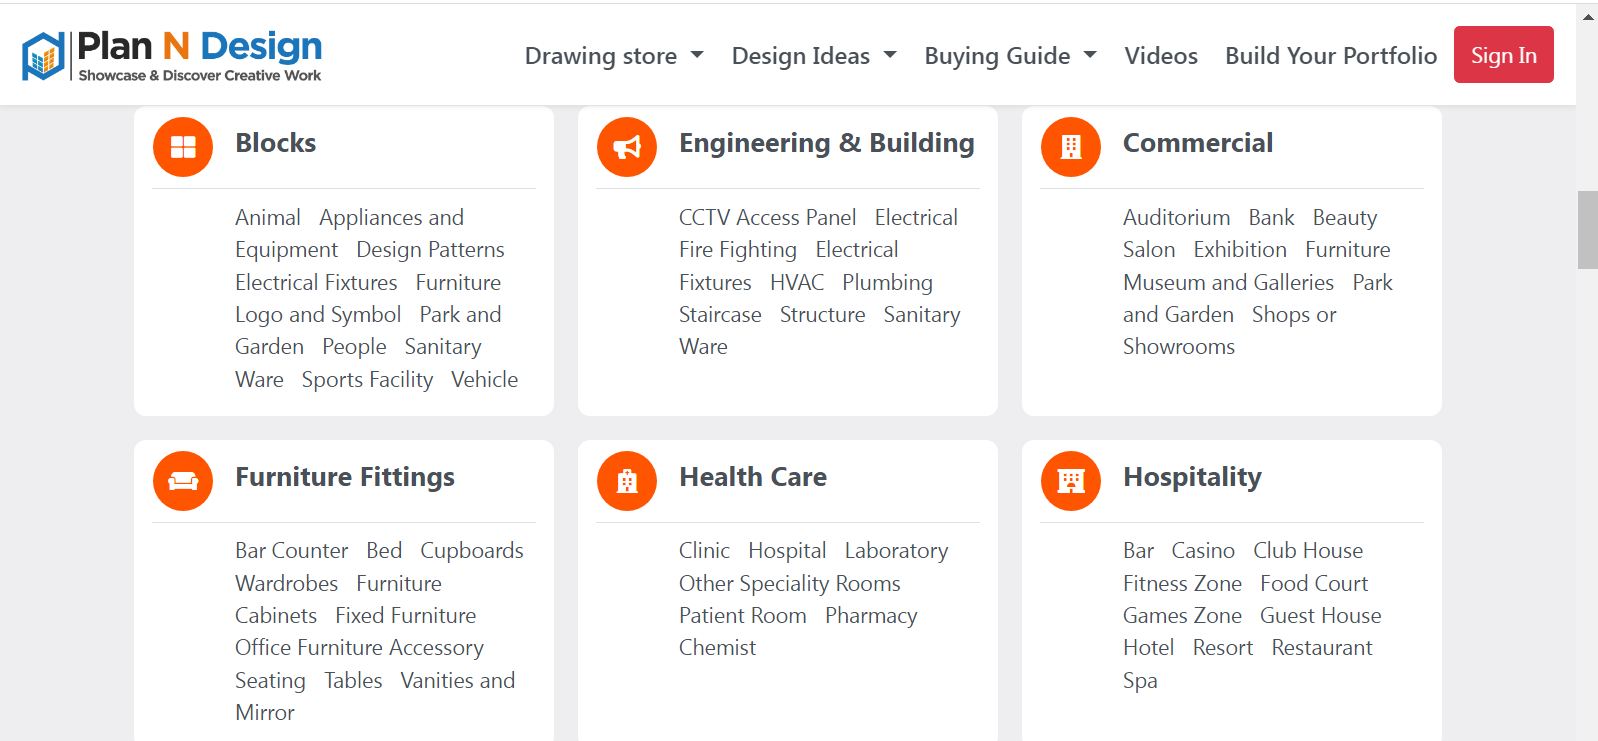 Plan N Design
Showcase & Discover Creative Work
Drawing store
Design Ideas
Buying Guide
Videos
Build Your Portfolio
Sign In
Blocks
Animal Appliances and
Equipment Design Patterns
Electrical Fixtures Furniture
Logo and Symbol Park and
Garden People Sanitary
Ware Sports Facility Vehicle
Engineering & Building
CCTV Access Panel Electrical
Fire Fighting Electrical
Fixtures HVAC Plumbing
Staircase Structure Sanitary
Ware
Commercial
Auditorium Bank Beauty
Salon Exhibition Furniture
Museum and Galleries Park
and Garden Shops or
Showrooms
Furniture Fittings
Bar Counter Bed Cupboards
Wardrobes Furniture
Cabinets Fixed Furniture
Office Furniture Accessory
Seating Tables Vanities and
Mirror
Health Care
Clinic Hospital Laboratory
Other Speciality Rooms
Patient Room Pharmacy
Chemist
Hospitality
Bar Casino Club House
Fitness Zone Food Court
Games Zone Guest House
Hotel Resort Restaurant
Spa